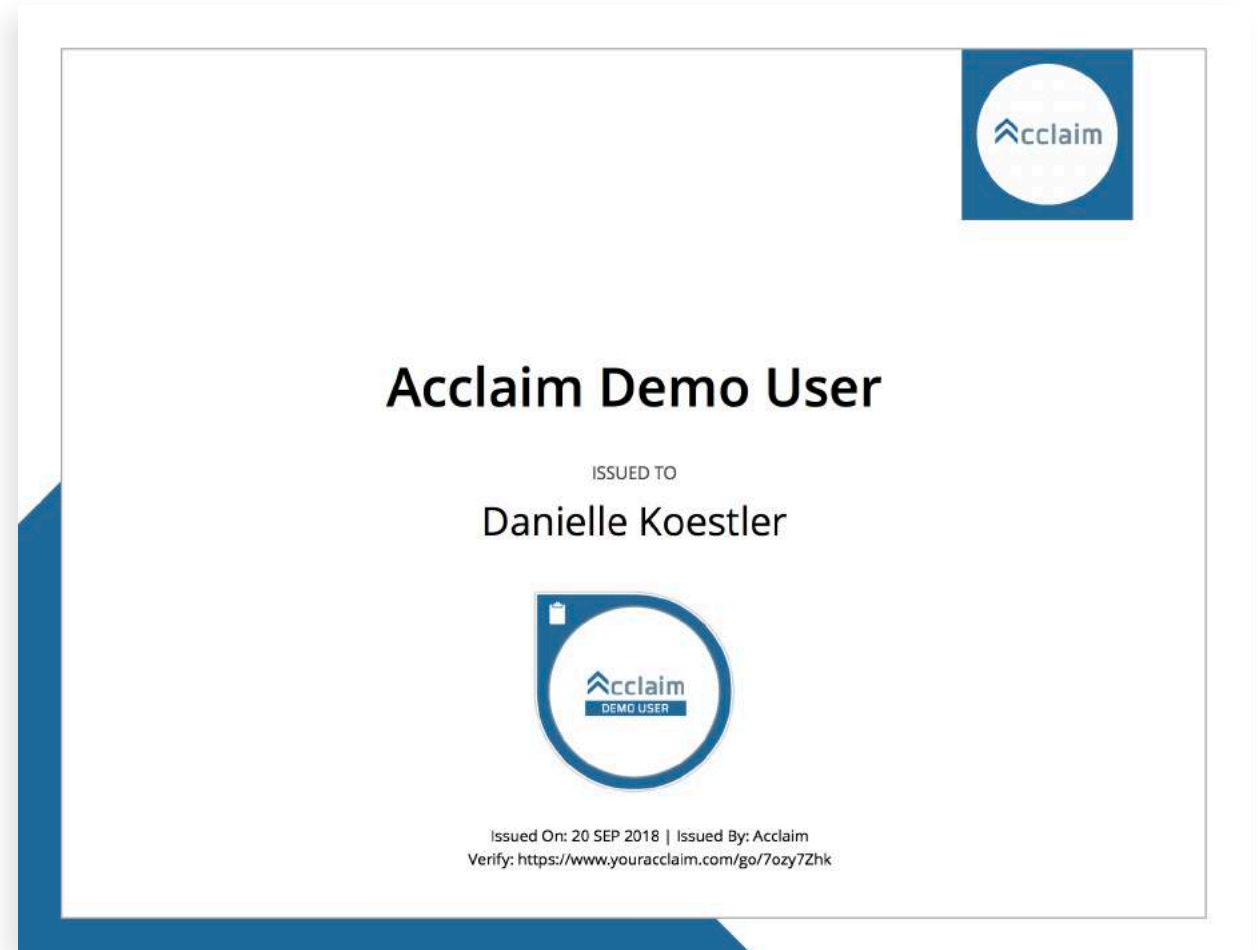 Acclaim
Acclaim Demo User
ISSUED TO
Danielle Koestler
Acclaim
DEMO USER
Issued On: 20 SEP 2018 | Issued By: Acclaim
Verify: https://www.youracclaim.com/go/7ozy7Zhk